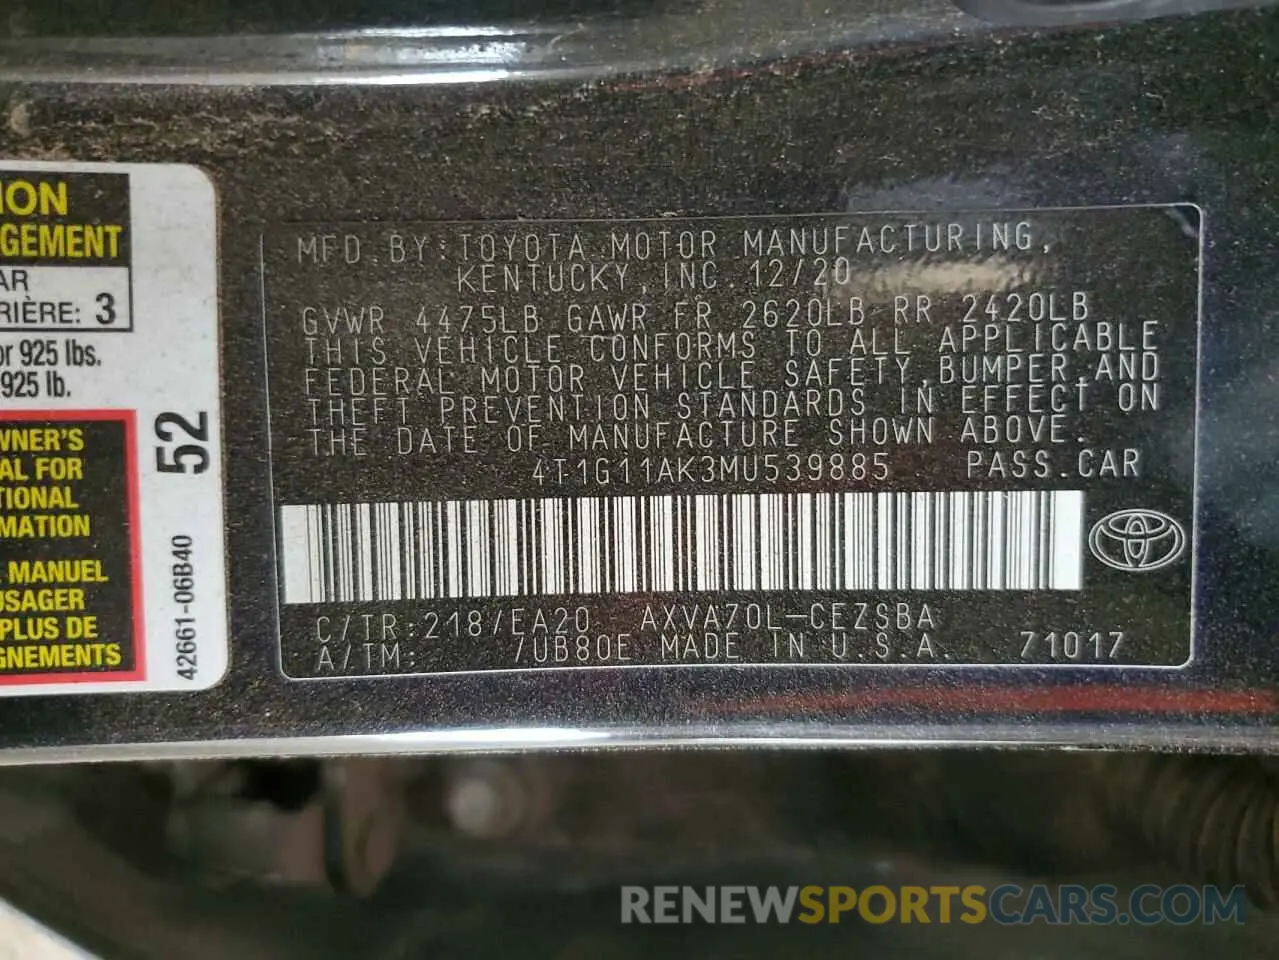 ION
GEMENT
AR
RIÈRE: 3
or 925 lbs.
925 lb.
WNER'S
AL FOR
TIONAL
MATION
MANUEL
USAGER
PLUS DE
GNEMENTS
52
42661-06B40
MFD.BY:TOYOTA MOTOR MANUFACTURING,
KENTUCKY,INC.12/20
GVWR 4475LB GAWR FR 2620LB RR 2420LB
THIS VEHICLE CONFORMS TO ALL APPLICABLE
FEDERAL MOTOR VEHICLE SAFETY,BUMPER,AND
THEFT PREVENTION STANDARDS IN EFFECT ON
THE DATE OF MANUFACTURE SHOWN ABOVE.
4T1G11AK3MU539885 PASS.CAR
C/TR:218/EA20 AXVA70L-CEZSBA
A/TM: /UB80E MADE IN U.S.A. 71017
RENEWSPORTSCARS.COM